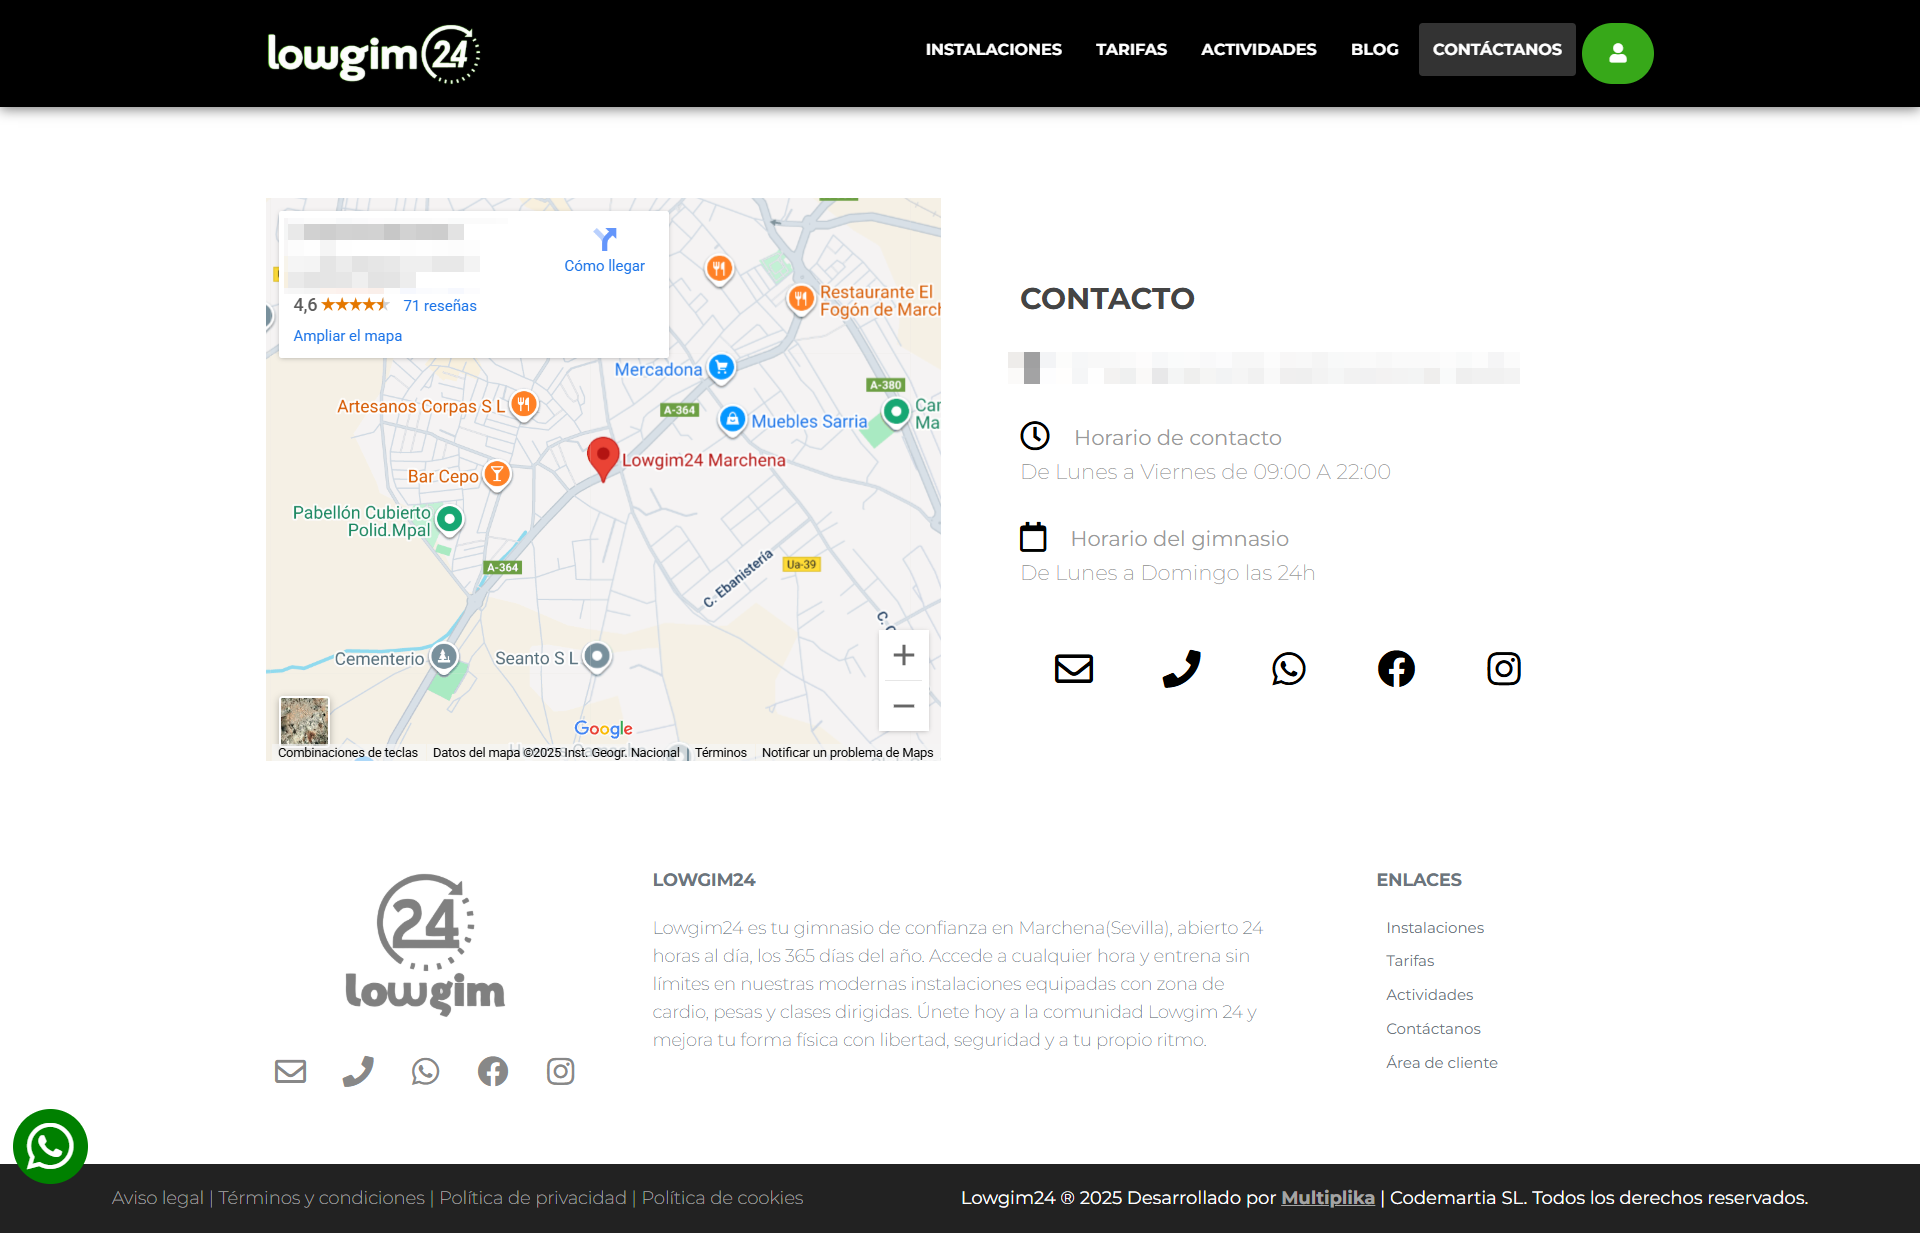 lowgim 24
INSTALACIONES
TARIFAS
ACTIVIDADES
BLOG
CONTÁCTANOS
Cómo llegar
4,6
71 reseñas
Ampliar el mapa
Restaurante El
Fogón de March
Mercadona
A-380
Artesanos Corpas S L
A-364
Muebles Sarria
Car
Ma
Lowgim24 Marchena
Bar Cepo
Pabellón Cubierto
Polid.Mpal
A-364
C. Ebanistería
Ua-39
Cementerio
Seanto S L
Google
Combinaciones de teclas
Datos del mapa ©2025 Inst. Geogr. Nacional
Términos
Notificar un problema de Maps
CONTACTO
Horario de contacto
De Lunes a Viernes de 09:00 A 22:00
Horario del gimnasio
De Lunes a Domingo las 24h
24
lowgim
LOWGIM24
Lowgim24 es tu gimnasio de confianza en Marchena(Sevilla), abierto 24
horas al día, los 365 días del año. Accede a cualquier hora y entrena sin
límites en nuestras modernas instalaciones equipadas con zona de
cardio, pesas y clases dirigidas. Únete hoy a la comunidad Lowgim 24 y
mejora tu forma física con libertad, seguridad y a tu propio ritmo.
ENLACES
Instalaciones
Tarifas
Actividades
Contáctanos
Área de cliente
Aviso legal | Términos y condiciones | Política de privacidad | Política de cookies
Lowgim24 ® 2025 Desarrollado por Multiplika | Codemartia SL. Todos los derechos reservados.